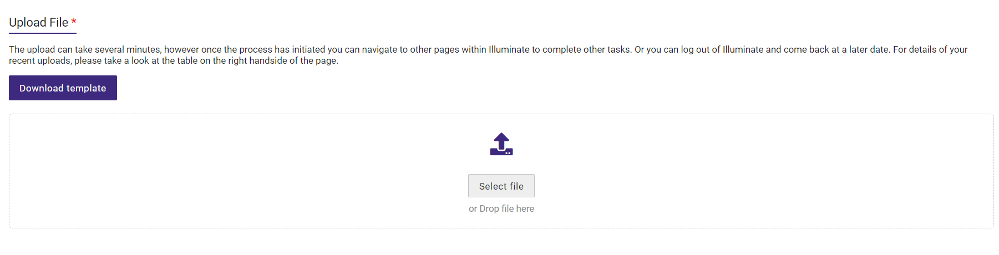 Upload File *
The upload can take several minutes, however once the process has initiated you can navigate to other pages within Illuminate to complete other tasks. Or you can log out of Illuminate and come back at a later date. For details of your
recent uploads, please take a look at the table on the right handside of the page.
Download template
Select file
or Drop file here